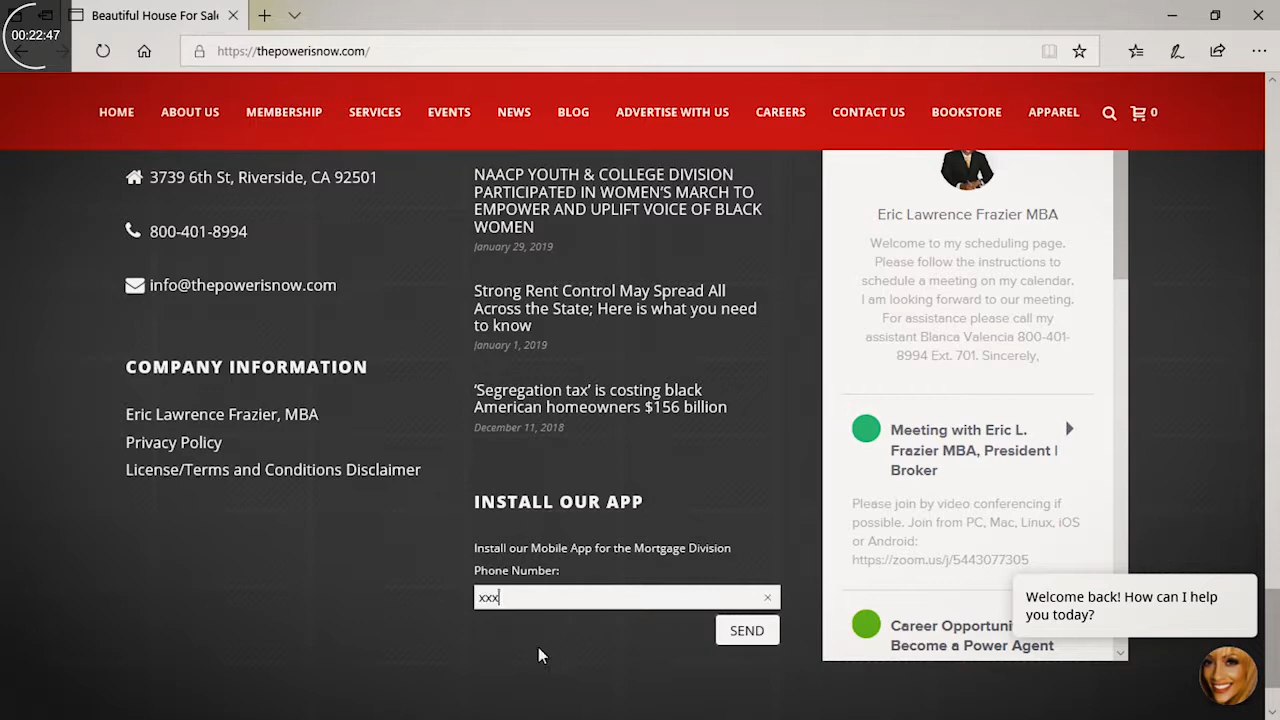 Beautiful House For Sale
00:22:47
https://thepowerisnow.com/
HOME ABOUT US MEMBERSHIP SERVICES EVENTS NEWS BLOG ADVERTISE WITH US CAREERS CONTACT US BOOKSTORE APPAREL 0
3739 6th St, Riverside, CA 92501
800-401-8994
info@thepowerisnow.com
COMPANY INFORMATION
Eric Lawrence Frazier, MBA
Privacy Policy
License/Terms and Conditions Disclaimer
NAACP YOUTH & COLLEGE DIVISION
PARTICIPATED IN WOMEN’S MARCH TO
EMPOWER AND UPLIFT VOICE OF BLACK
WOMEN
January 29, 2019
Strong Rent Control May Spread All
Across the State; Here is what you need
to know
January 1, 2019
‘Segregation tax’ is costing black
American homeowners $156 billion
December 11, 2018
INSTALL OUR APP
Install our Mobile App for the Mortgage Division
Phone Number:
xxx
SEND
Eric Lawrence Frazier MBA
Welcome to my scheduling page.
Please follow the instructions to
schedule a meeting on my calendar.
I am looking forward to our meeting.
For assistance please call my
assistant Blanca Valencia 800-401-
8994 Ext. 701. Sincerely,
Meeting with Eric L.
Frazier MBA, President |
Broker
Please join by video conferencing if
possible. Join from PC, Mac, Linux, iOS
or Android:
https://zoom.us/j/5443077305
Career Opportuni
Become a Power Agent
Welcome back! How can I help
you today?